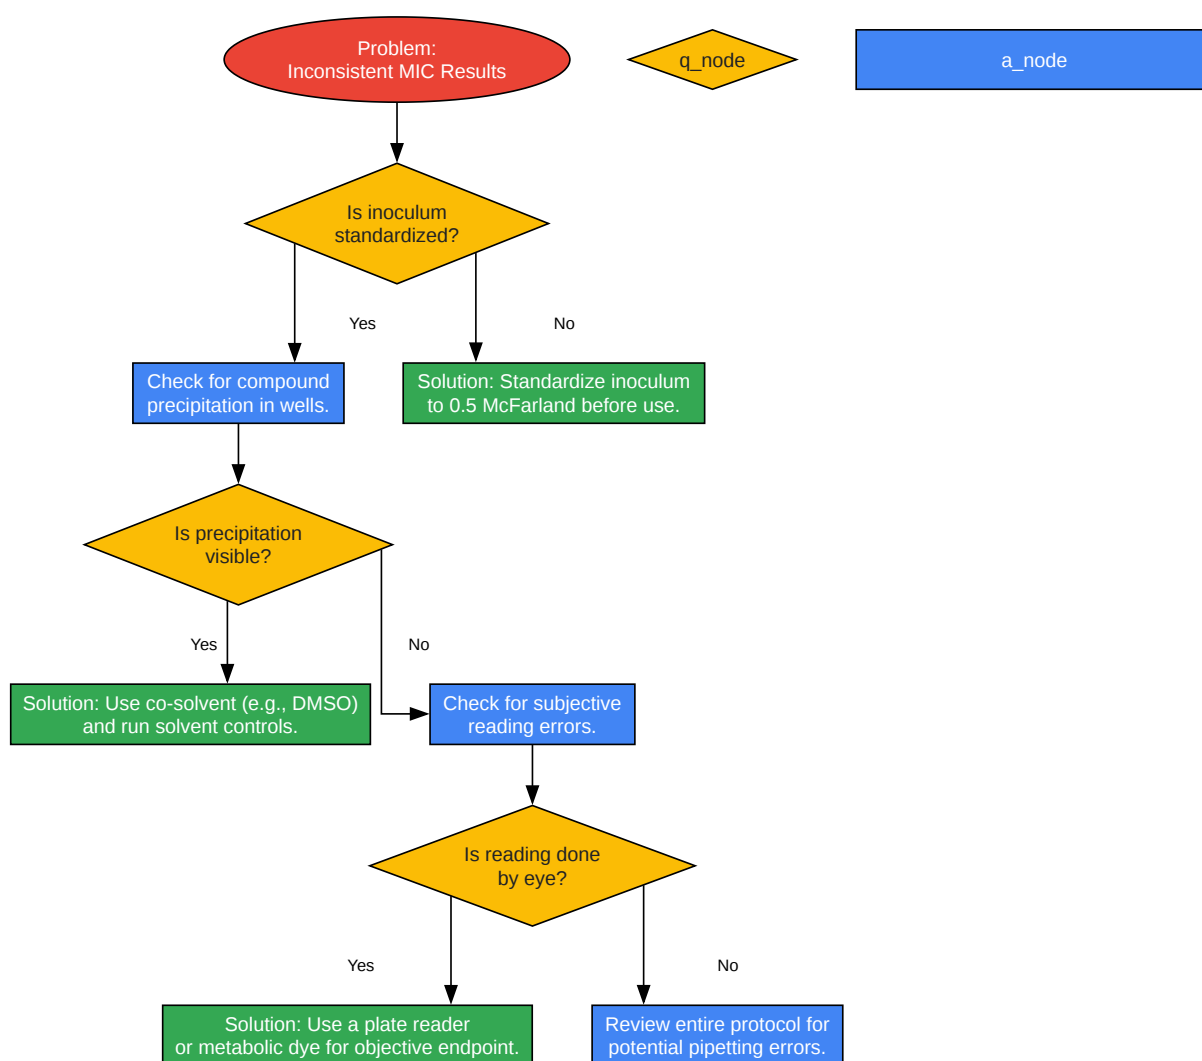 Problem:
Inconsistent MIC Results
q_node
a_node
Is inoculum
standardized?
Yes
No
Check for compound
precipitation in wells.
Solution: Standardize inoculum
to 0.5 McFarland before use.
Is precipitation
visible?
Yes
No
Solution: Use co-solvent (e.g., DMSO)
and run solvent controls.
Check for subjective
reading errors.
Is reading done
by eye?
Yes
No
Solution: Use a plate reader
or metabolic dye for objective endpoint.
Review entire protocol for
potential pipetting errors.